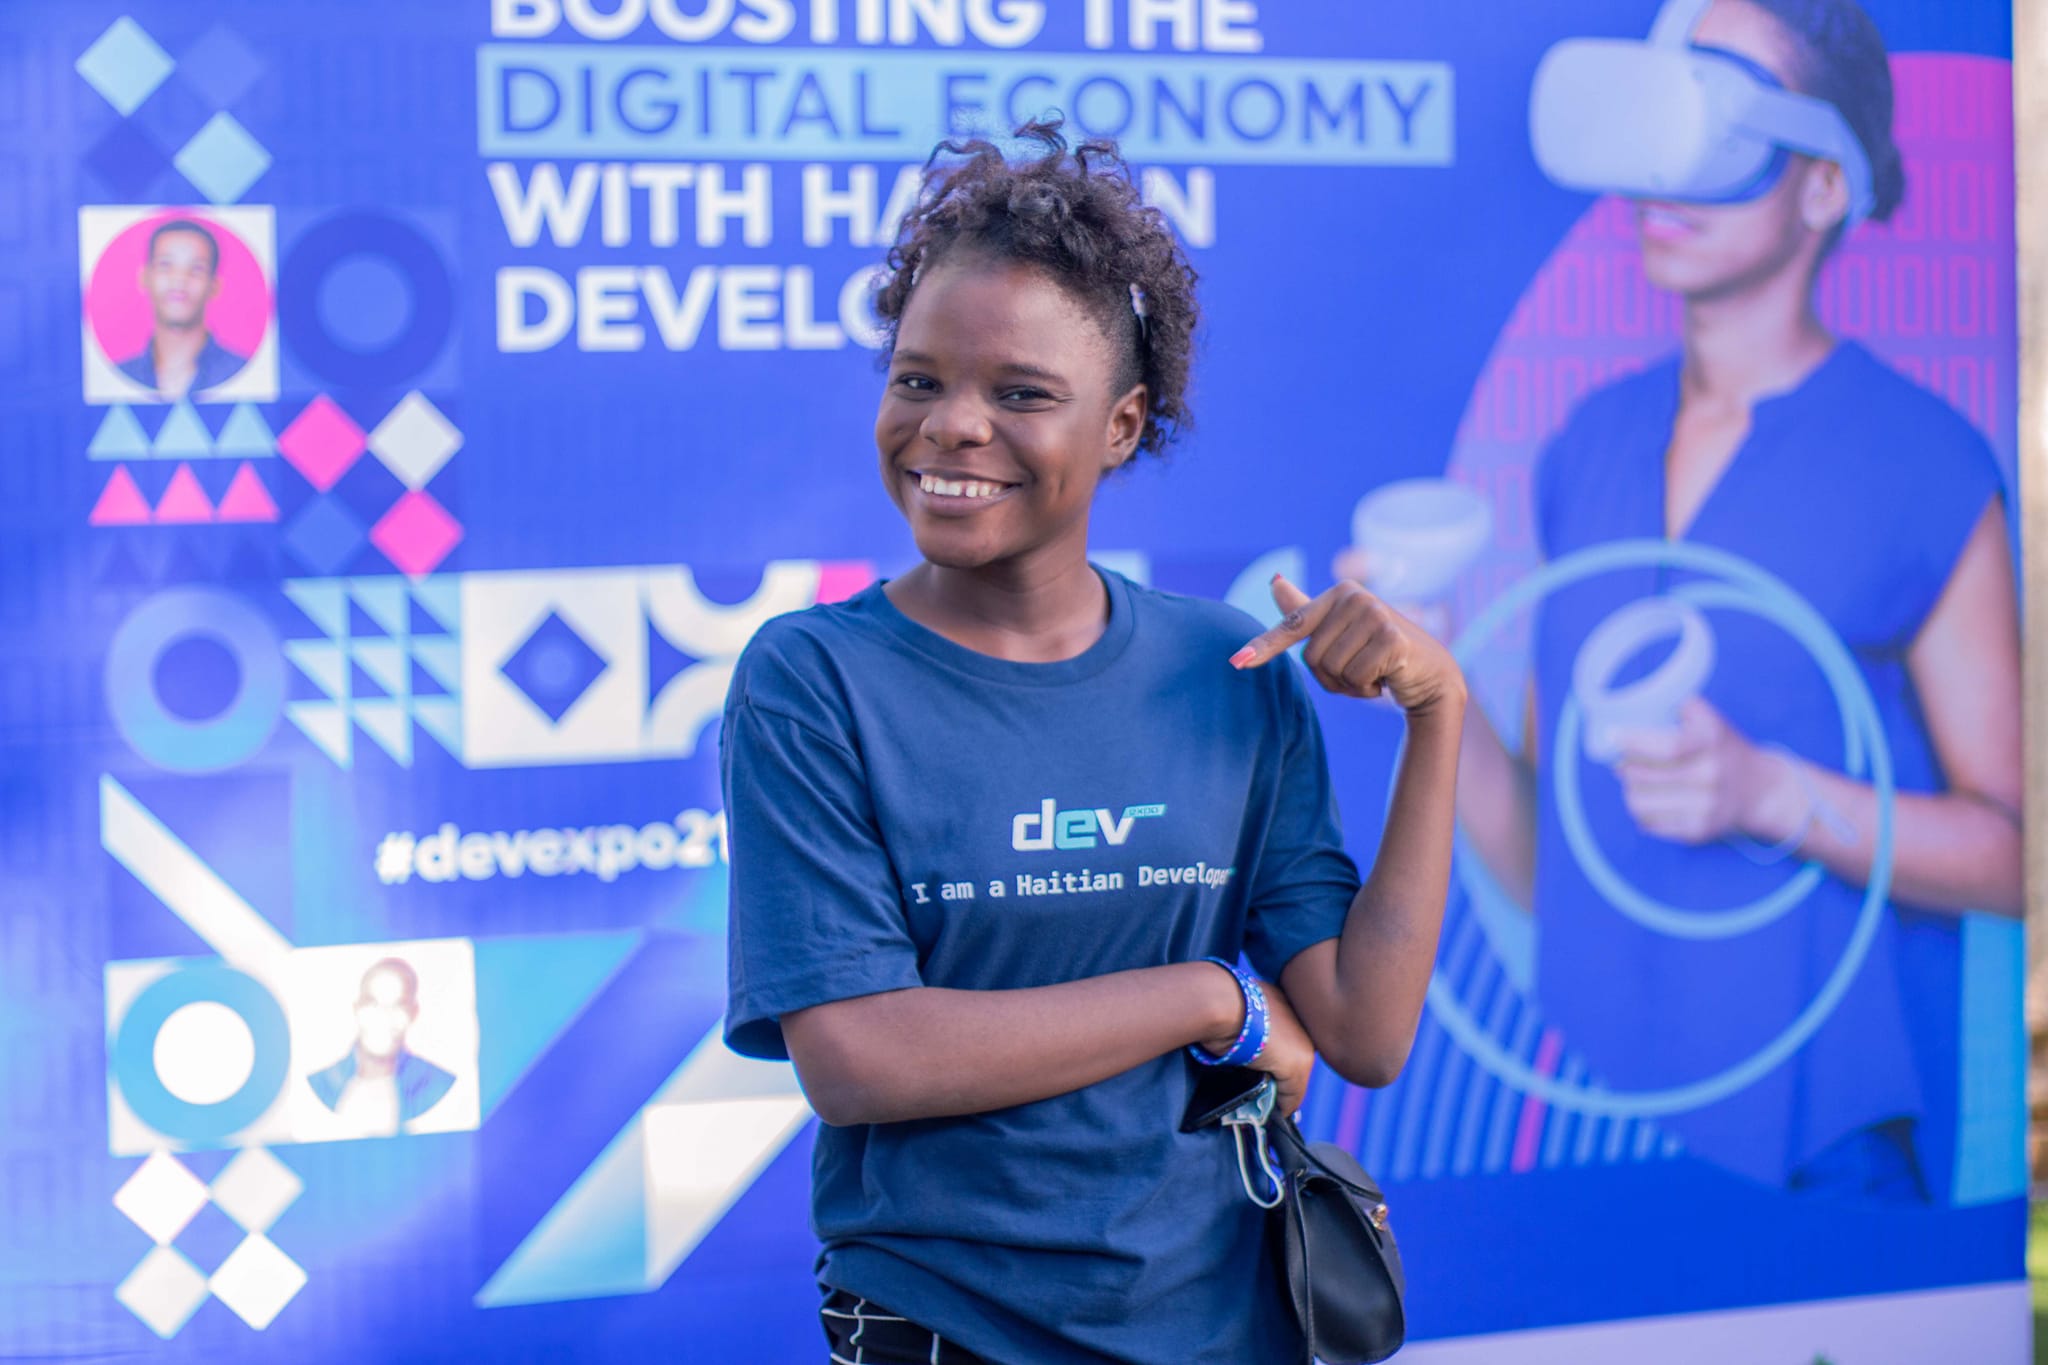 BOOSTING THE
DIGITAL ECONOMY
WITH HA N
DEVELO
#devexpo21
dev expo
I am a Haitian Developer